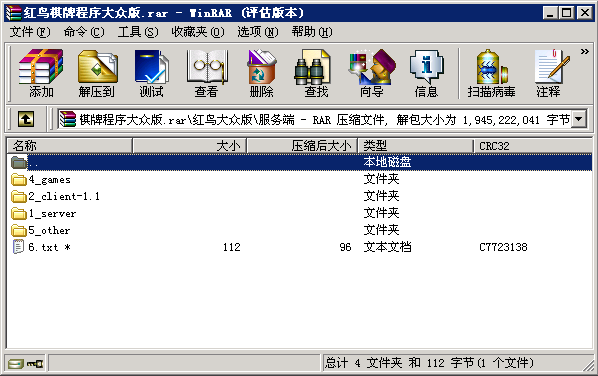 红鸟棋牌程序大众版.rar - WinRAR (评估版本)
文件(F) 命令(C) 工具(S) 收藏夹(O) 选项(N) 帮助(H)
添加 解压到 测试 查看 删除 查找 向导 信息 扫描病毒 注释
棋牌程序大众版.rar\红鸟大众版\服务端 - RAR 压缩文件, 解包大小为 1,945,222,041 字节
名称 大小 压缩后大小 类型 CRC32
.. 本地磁盘
4_games 文件夹
2_client-1.1 文件夹
1_server 文件夹
5_other 文件夹
6.txt * 112 96 文本文档 C7723138
总计 4 文件夹 和 112 字节(1 个文件)